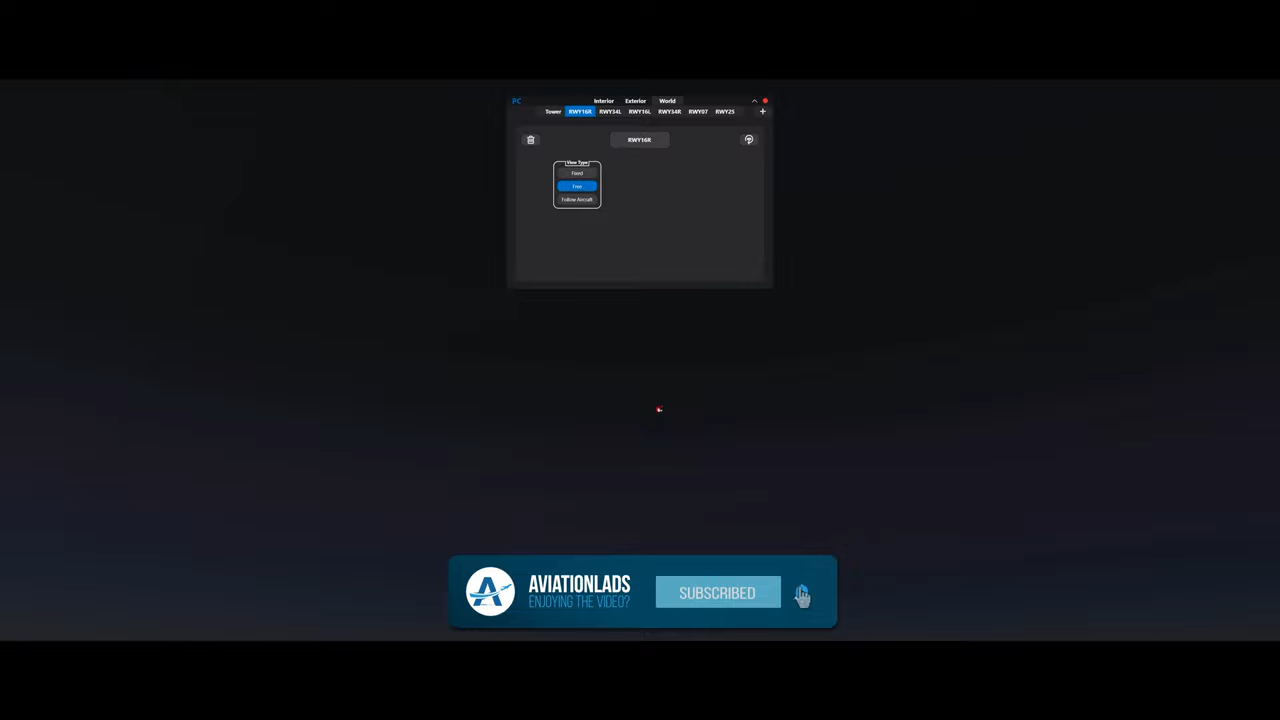 PC
Interior Exterior World
Tower RWY16R RWY34L RWY16L RWY34R RWY07 RWY25 +
RWY16R
View Type
Fixed
Free
Follow Aircraft
AVIATIONLADS
ENJOYING THE VIDEO?
SUBSCRIBED